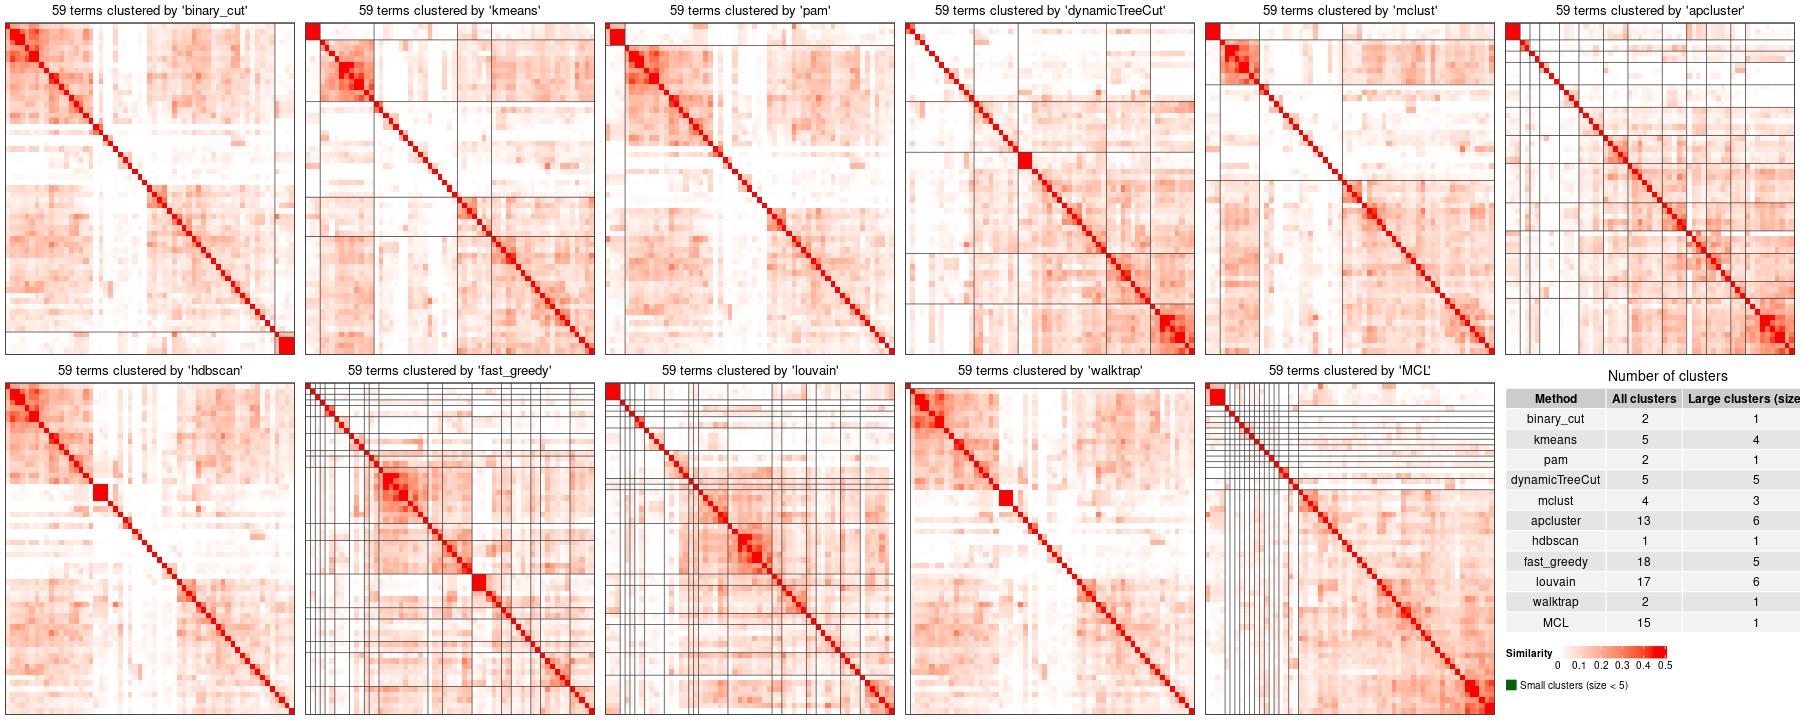 59 terms clustered by 'binary_cut'
59 terms clustered by 'kmeans'
59 terms clustered by 'pam'
59 terms clustered by 'dynamicTreeCut'
59 terms clustered by 'mclust'
59 terms clustered by 'apcluster'
59 terms clustered by 'hdbscan'
59 terms clustered by 'fast_greedy'
59 terms clustered by 'louvain'
59 terms clustered by 'walktrap'
59 terms clustered by 'MCL'
Number of clusters
Method All clusters Large clusters (size
binary_cut 2 1
kmeans 5 4
pam 2 1
dynamicTreeCut 5 5
mclust 4 3
apcluster 13 6
hdbscan 1 1
fast_greedy 18 5
louvain 17 6
walktrap 2 1
MCL 15 1
Similarity
0 0.1 0.2 0.3 0.4 0.5
Small clusters (size < 5)